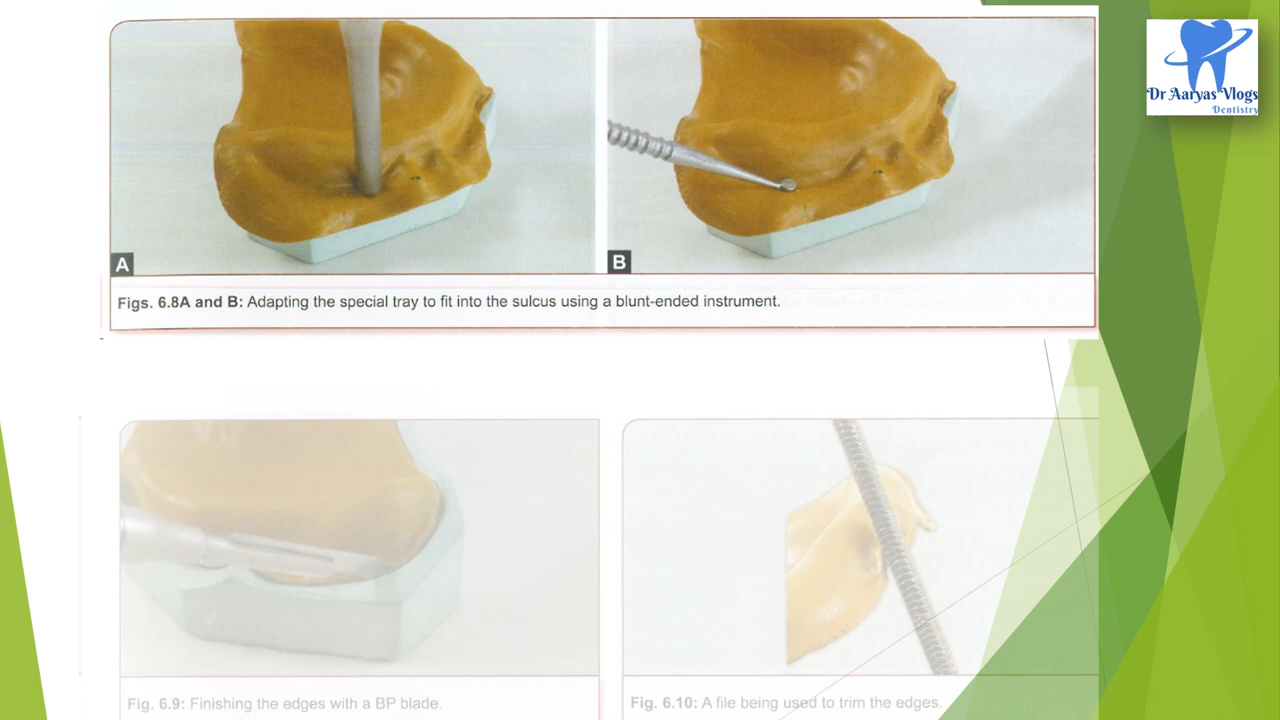 Dr Aaryas Vlogs
Dentistry
A
B
Figs. 6.8A and B: Adapting the special tray to fit into the sulcus using a blunt-ended instrument.
Fig. 6.9: Finishing the edges with a BP blade.
Fig. 6.10: A file being used to trim the edges.